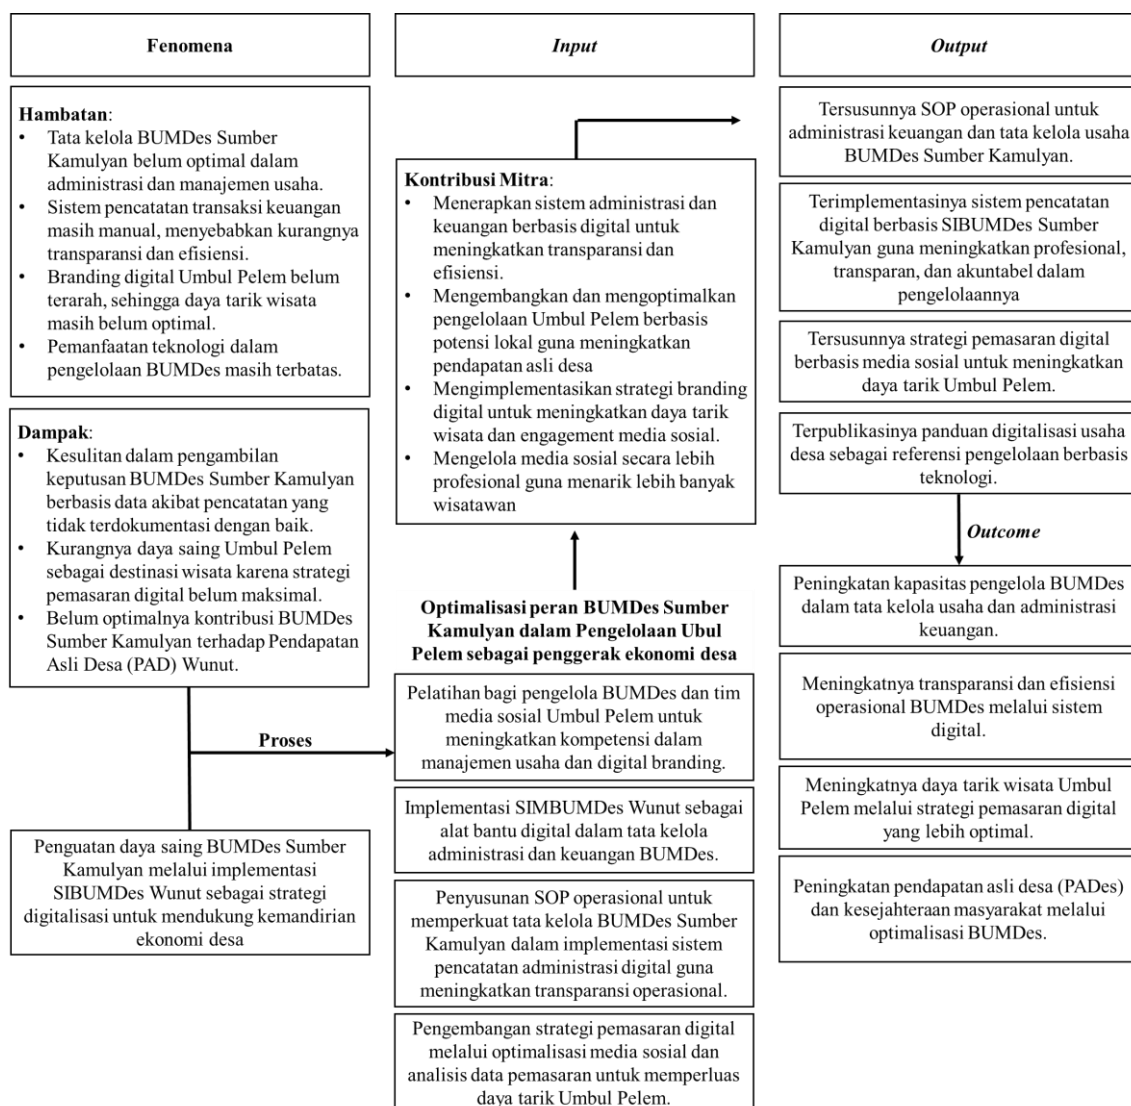 Fenomena
Hambatan:
• Tata kelola BUMDes Sumber
Kamulyan belum optimal dalam
administrasi dan manajemen usaha.
• Sistem pencatatan transaksi keuangan
masih manual, menyebabkan kurangnya
transparansi dan efisiensi.
• Branding digital Umbul Pelem belum
terarah, sehingga daya tarik wisata
masih belum optimal.
• Pemanfaatan teknologi dalam
pengelolaan BUMDes masih terbatas.
Dampak:
• Kesulitan dalam pengambilan
keputusan BUMDes Sumber Kamulyan
berbasis data akibat pencatatan yang
tidak terdokumentasi dengan baik.
• Kurangnya daya saing Umbul Pelem
sebagai destinasi wisata karena strategi
pemasaran digital belum maksimal.
• Belum optimalnya kontribusi BUMDes
Sumber Kamulyan terhadap Pendapatan
Asli Desa (PAD) Wunut.
Proses
Penguatan daya saing BUMDes Sumber
Kamulyan melalui implementasi
SIBUMDes Wunut sebagai strategi
digitalisasi untuk mendukung kemandirian
ekonomi desa
Input
Kontribusi Mitra:
• Menerapkan sistem administrasi dan
keuangan berbasis digital untuk
meningkatkan transparansi dan
efisiensi.
• Mengembangkan dan mengoptimalkan
pengelolaan Umbul Pelem berbasis
potensi lokal guna meningkatkan
pendapatan asli desa
• Mengimplementasikan strategi branding
digital untuk meningkatkan daya tarik
wisata dan engagement media sosial.
• Mengelola media sosial secara lebih
profesional guna menarik lebih banyak
wisatawan
Optimalisasi peran BUMDes Sumber
Kamulyan dalam Pengelolaan Ubul
Pelem sebagai penggerak ekonomi desa
Pelatihan bagi pengelola BUMDes dan tim
media sosial Umbul Pelem untuk
meningkatkan kompetensi dalam
manajemen usaha dan digital branding.
Implementasi SIMBUMDes Wunut sebagai
alat bantu digital dalam tata kelola
administrasi dan keuangan BUMDes.
Penyusunan SOP operasional untuk
memperkuat tata kelola BUMDes Sumber
Kamulyan dalam implementasi sistem
pencatatan administrasi digital guna
meningkatkan transparansi operasional.
Pengembangan strategi pemasaran digital
melalui optimalisasi media sosial dan
analisis data pemasaran untuk memperluas
daya tarik Umbul Pelem.
Output
Tersusunnya SOP operasional untuk
administrasi keuangan dan tata kelola usaha
BUMDes Sumber Kamulyan.
Terimplementasinya sistem pencatatan
digital berbasis SIBUMDes Sumber
Kamulyan guna meningkatkan profesional,
transparan, dan akuntabel dalam
pengelolaannya
Tersusunnya strategi pemasaran digital
berbasis media sosial untuk meningkatkan
daya tarik Umbul Pelem.
Terpublikasinya panduan digitalisasi usaha
desa sebagai referensi pengelolaan berbasis
teknologi.
Outcome
Peningkatan kapasitas pengelola BUMDes
dalam tata kelola usaha dan administrasi
keuangan.
Meningkatnya transparansi dan efisiensi
operasional BUMDes melalui sistem
digital.
Meningkatnya daya tarik wisata Umbul
Pelem melalui strategi pemasaran digital
yang lebih optimal.
Peningkatan pendapatan asli desa (PADes)
dan kesejahteraan masyarakat melalui
optimalisasi BUMDes.